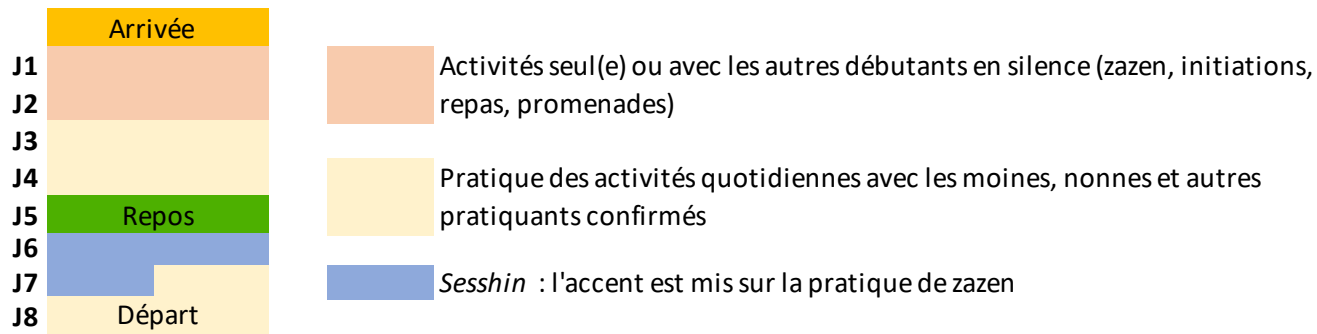 Arrivée
J1
J2
J3
J4
J5 Repos
J6
J7
J8 Départ
Activités seul(e) ou avec les autres débutants en silence (zazen, initiations,
repas, promenades)
Pratique des activités quotidiennes avec les moines, nonnes et autres
pratiquants confirmés
Sesshin : l'accent est mis sur la pratique de zazen